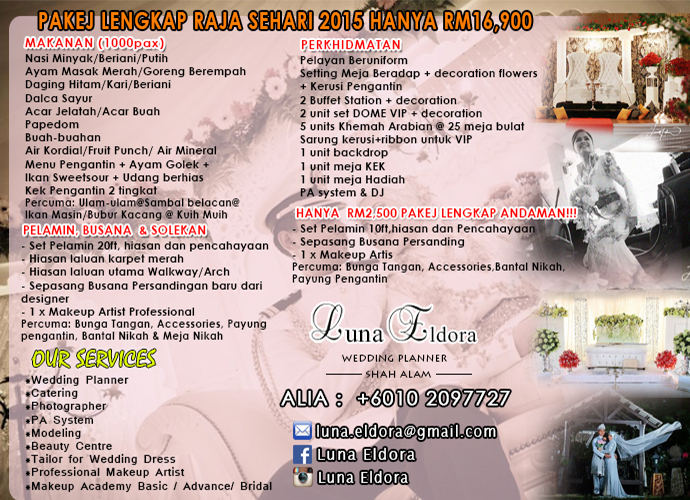 PAKEJ LENGKAP RAJA SEHARI 2015 HANYA RM16,900
MAKANAN (1000pax)
Nasi Minyak/Beriani/Putih
Ayam Masak Merah/Goreng Berempah
Daging Hitam/Kari/Beriani
Dalca Sayur
Acar Jelatah/Acar Buah
Papedom
Buah-buahan
Air Kordial/Fruit Punch/ Air Mineral
Menu Pengantin + Ayam Golek +
Ikan Sweetsour + Udang berhias
Kek Pengantin 2 tingkat
Percuma: Ulam-ulam@Sambal belacan@
Ikan Masin/Bubur Kacang @ Kuih Muih
PELAMIN, BUSANA & SOLEKAN
- Set Pelamin 20ft, hiasan dan pencahayaan
- Hiasan laluan karpet merah
- Hiasan laluan utama Walkway/Arch
- Sepasang Busana Persandingan baru dari
designer
- 1 x Makeup Artist Professional
Percuma: Bunga Tangan, Accessories, Payung
pengantin, Bantal Nikah & Meja Nikah
OUR SERVICES
*Wedding Planner
*Catering
*Photographer
*PA System
*Modeling
*Beauty Centre
*Tailor for Wedding Dress
*Professional Makeup Artist
*Makeup Academy Basic / Advance/ Bridal
PERKHIDMATAN
Pelayan Beruniform
Setting Meja Beradap + decoration flowers
+ Kerusi Pengantin
2 Buffet Station + decoration
2 unit set DOME VIP + decoration
5 units Khemah Arabian @ 25 meja bulat
Sarung kerusi+ribbon untuk VIP
1 unit backdrop
1 unit meja KEK
1 unit meja Hadiah
PA system & DJ
HANYA RM2,500 PAKEJ LENGKAP ANDAMAN!!!
- Set Pelamin 10ft,hiasan dan Pencahayaan
- Sepasang Busana Persanding
- 1 x Makeup Artis
Percuma: Bunga Tangan, Accessories,Bantal Nikah,
Payung Pengantin
Luna Eldora
WEDDING PLANNER
SHAH ALAM
ALIA : +6010 2097727
luna.eldora@gmail.com
Luna Eldora
Luna Eldora